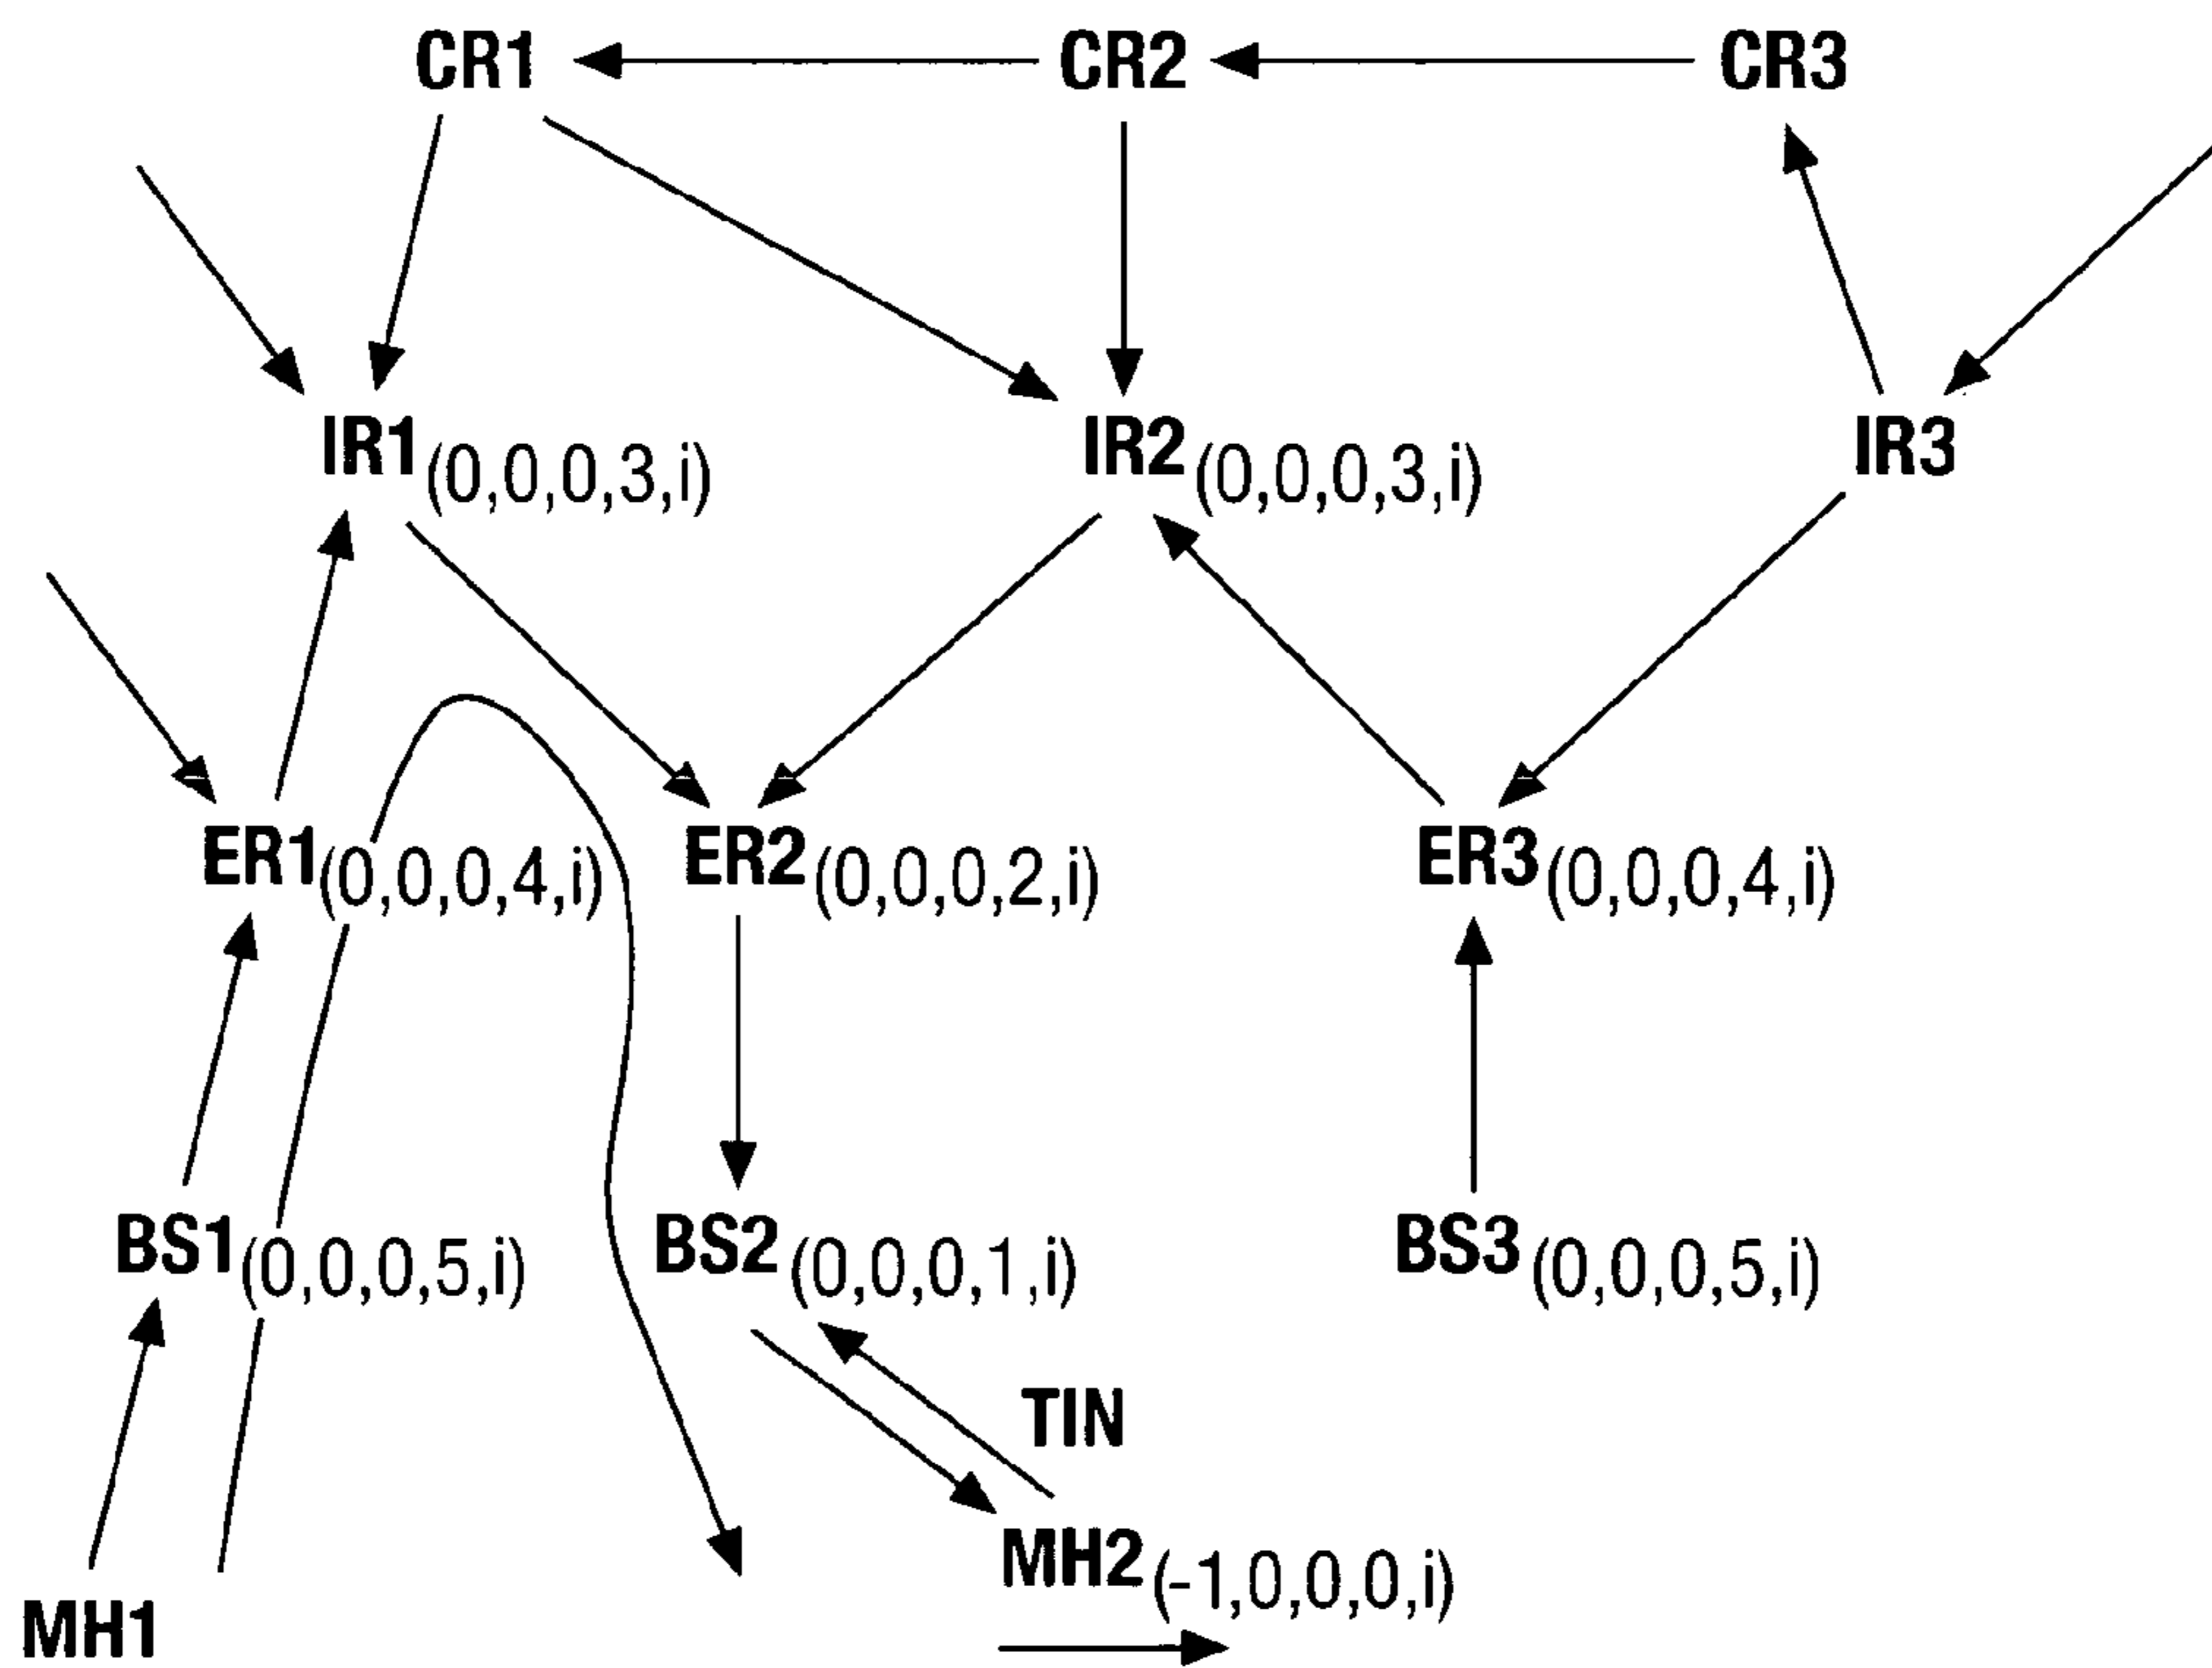 CR1 CR2 CR3
IR1(0,0,0,3,i) IR2(0,0,0,3,i) IR3
ER1(0,0,0,4,i) ER2(0,0,0,2,i) ER3(0,0,0,4,i)
BS1(0,0,0,5,i) BS2(0,0,0,1,i) BS3(0,0,0,5,i)
TIN
MH2(-1,0,0,0,i)
MH1